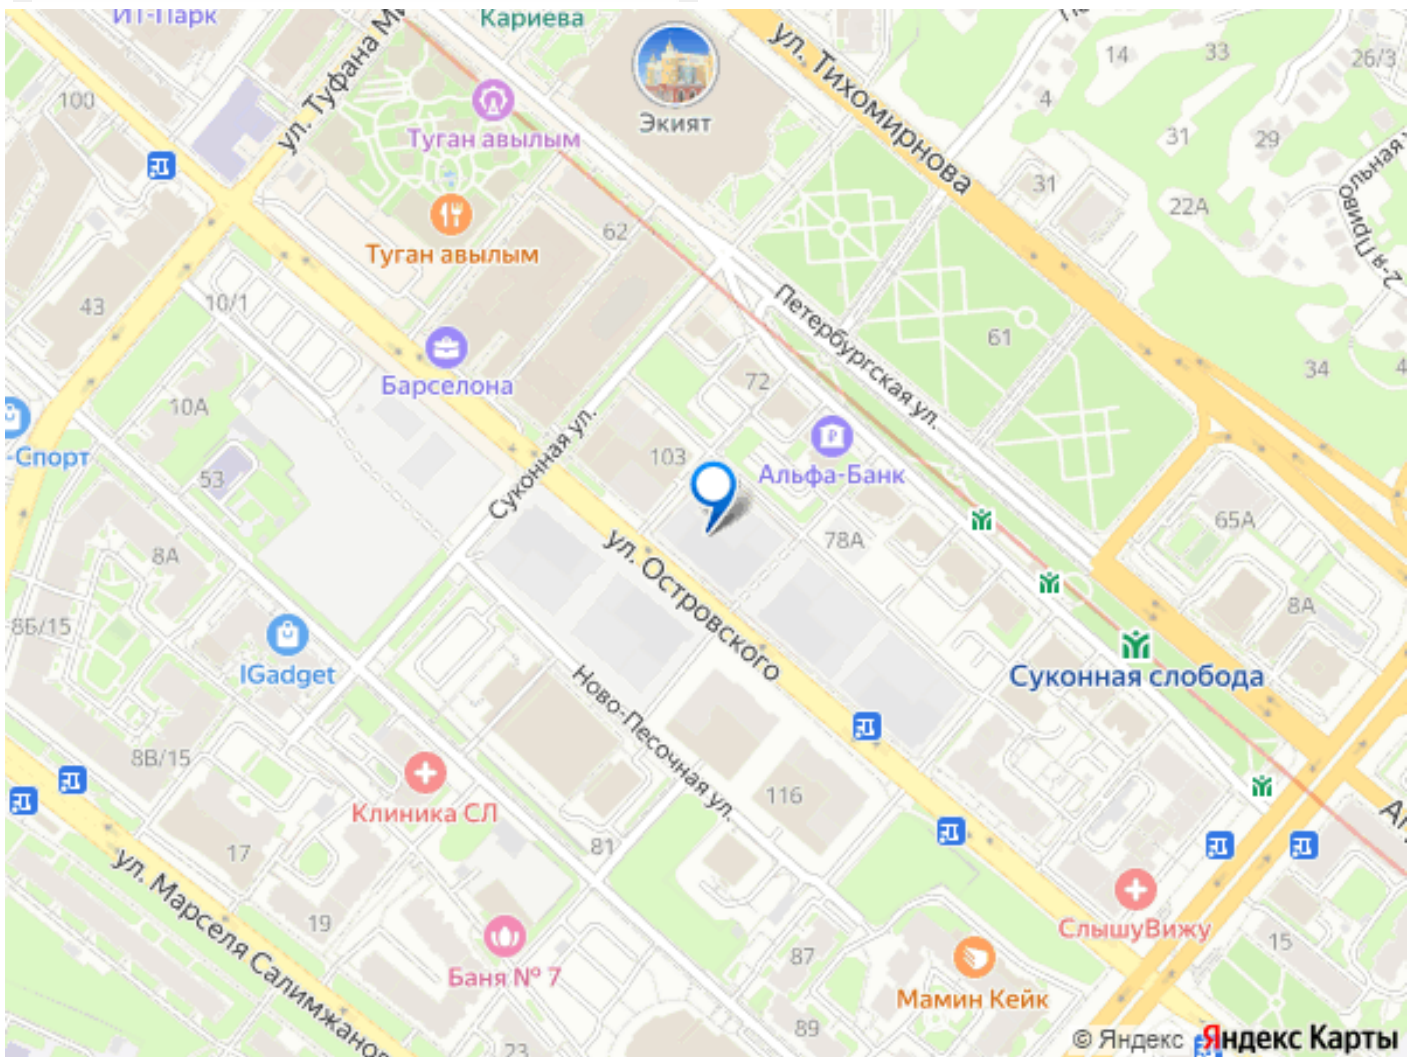 ИТ-Парк
Кариева
ул. Тихомирнова
14
33
26/3
100
ул. Туфана Ми
4
Туган авылым
Экият
31
29
31
22А
2-я Привольная
62
Туган авылым
10/1
43
Петербургская ул.
61
34
4
Барселона
72
10А
Суконная ул.
-Спорт
53
103
Альфа-Банк
65А
8А
78А
ул. Островского
8А
8Б/15
IGadget
Суконная слобода
Ново-Песочная ул.
8В/15
Клиника СЛ
116
17
81
ул. Марселя Салимжанов
19
СлышуВижу
15
Баня № 7
87
Мамин Кейк
89
23
© Яндекс
Яндекс Карты